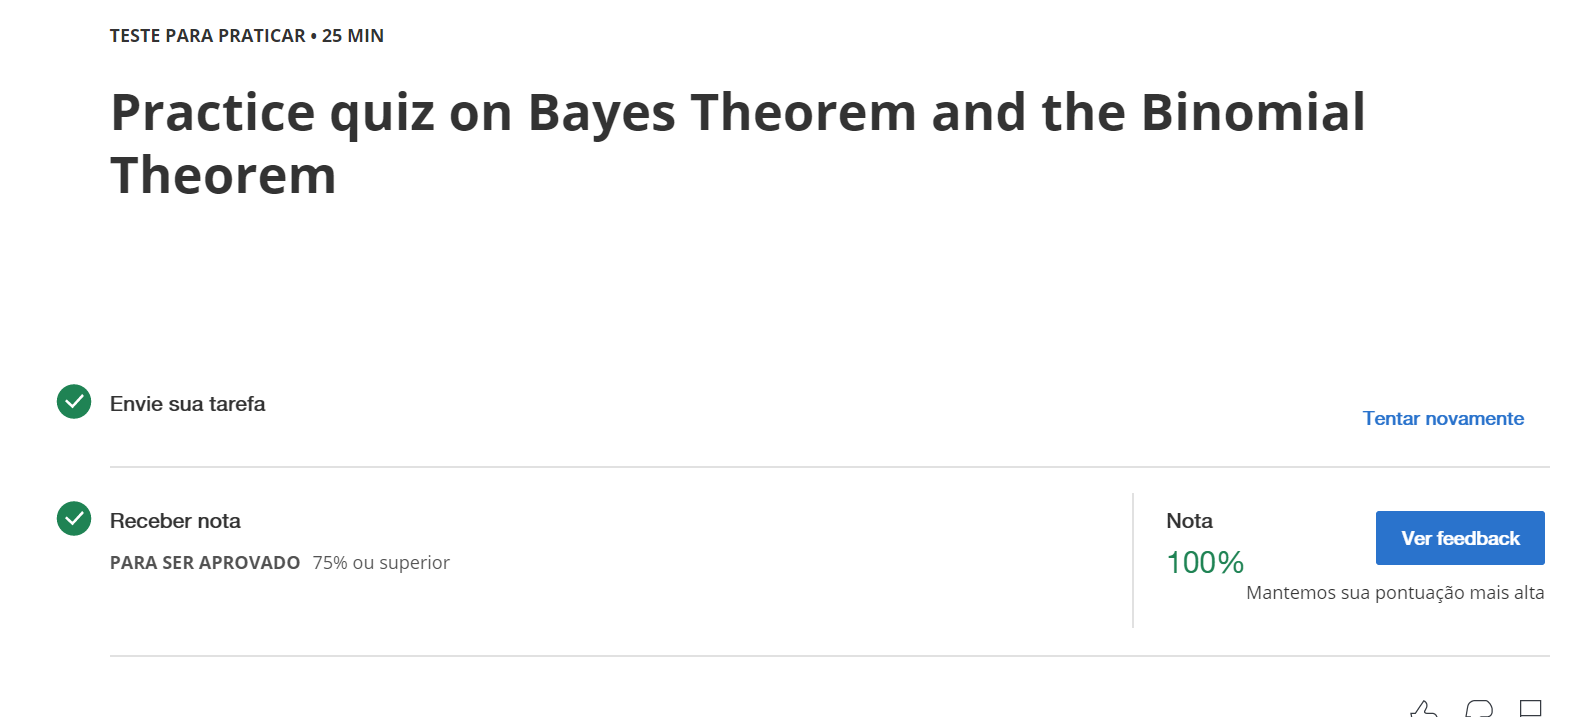 TESTE PARA PRATICAR • 25 MIN
Practice quiz on Bayes Theorem and the Binomial
Theorem
Envie sua tarefa
Tentar novamente
Receber nota
PARA SER APROVADO 75% ou superior
Nota
100%
Ver feedback
Mantemos sua pontuação mais alta